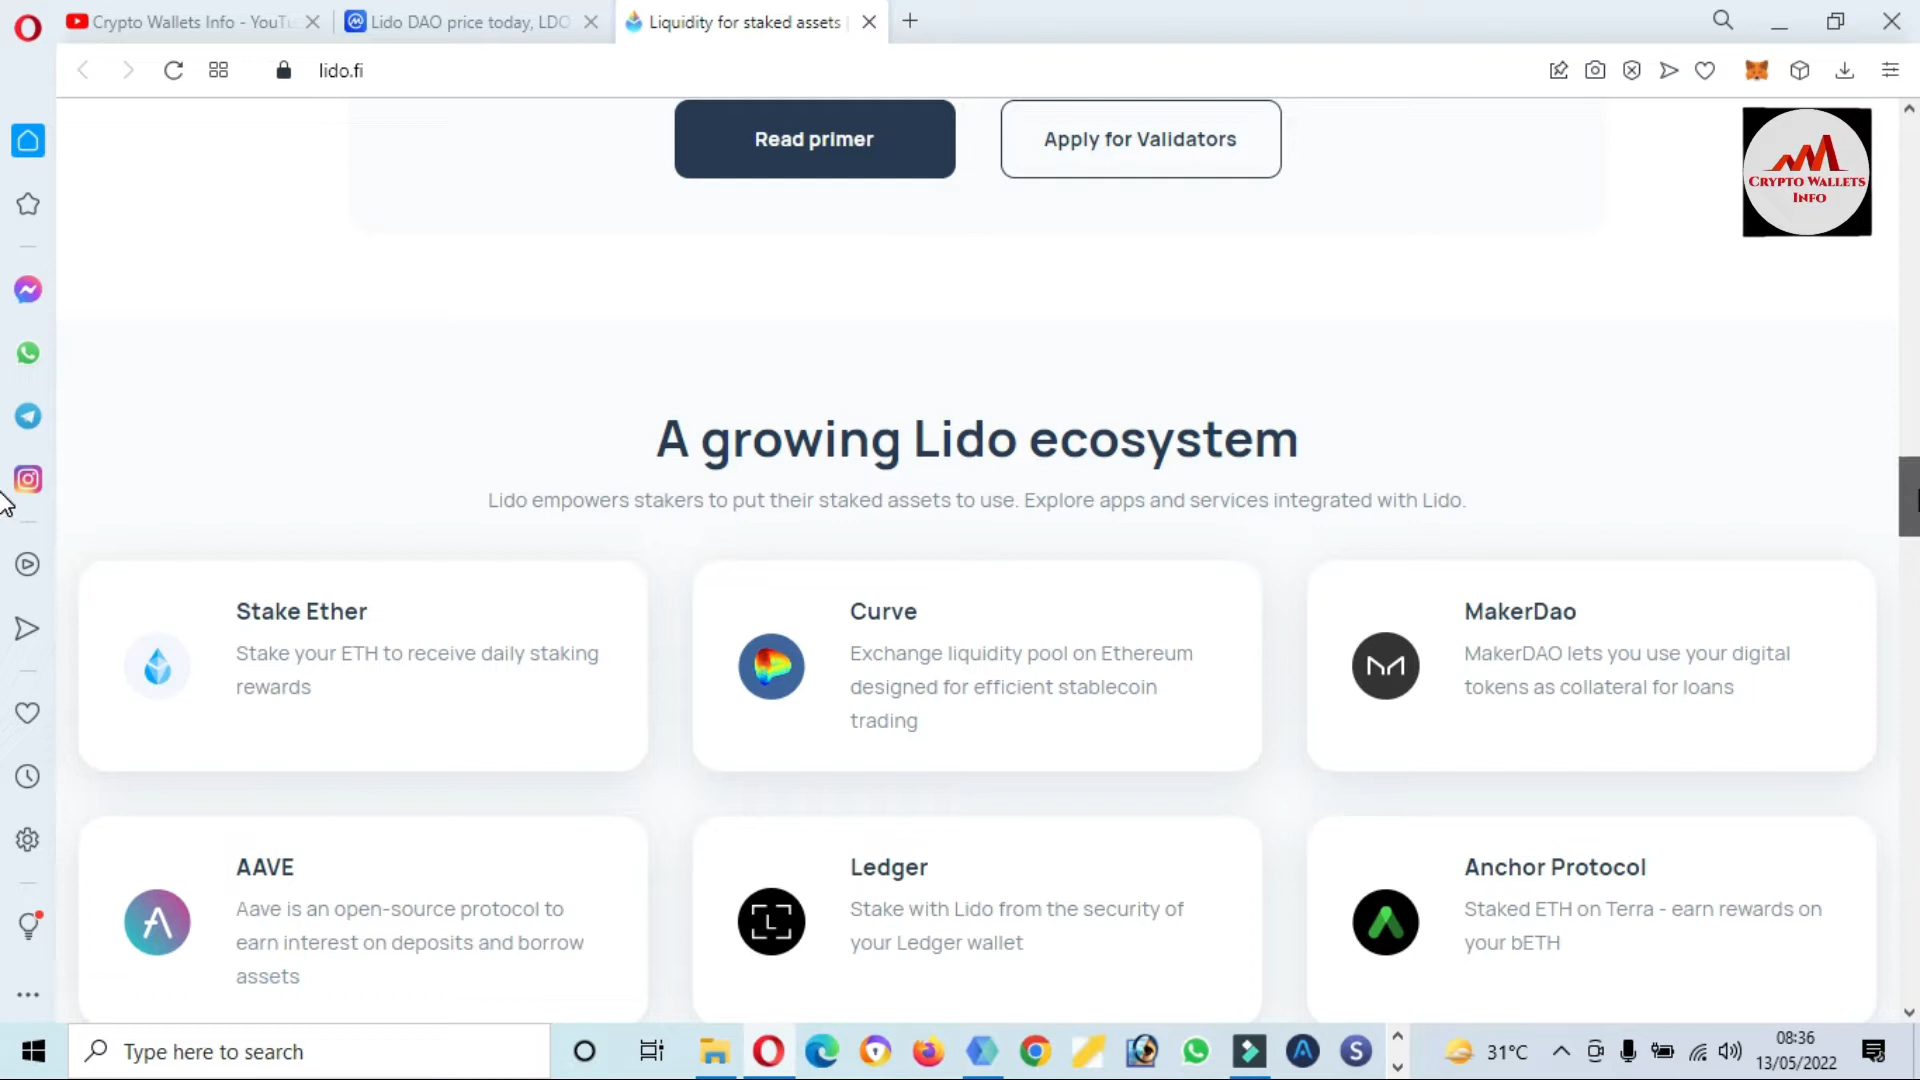 Crypto Wallets Info - YouTu
Lido DAO price today, LDO
Liquidity for staked assets |
lido.fi
Read primer
Apply for Validators
CRYPTO WALLETS
INFO
A growing Lido ecosystem
Lido empowers stakers to put their staked assets to use. Explore apps and services integrated with Lido.
Stake Ether
Stake your ETH to receive daily staking
rewards
Curve
Exchange liquidity pool on Ethereum
designed for efficient stablecoin
trading
MakerDao
MakerDAO lets you use your digital
tokens as collateral for loans
AAVE
Aave is an open-source protocol to
earn interest on deposits and borrow
assets
Ledger
Stake with Lido from the security of
your Ledger wallet
Anchor Protocol
Staked ETH on Terra - earn rewards on
your bETH
Type here to search
31°C
08:36
13/05/2022